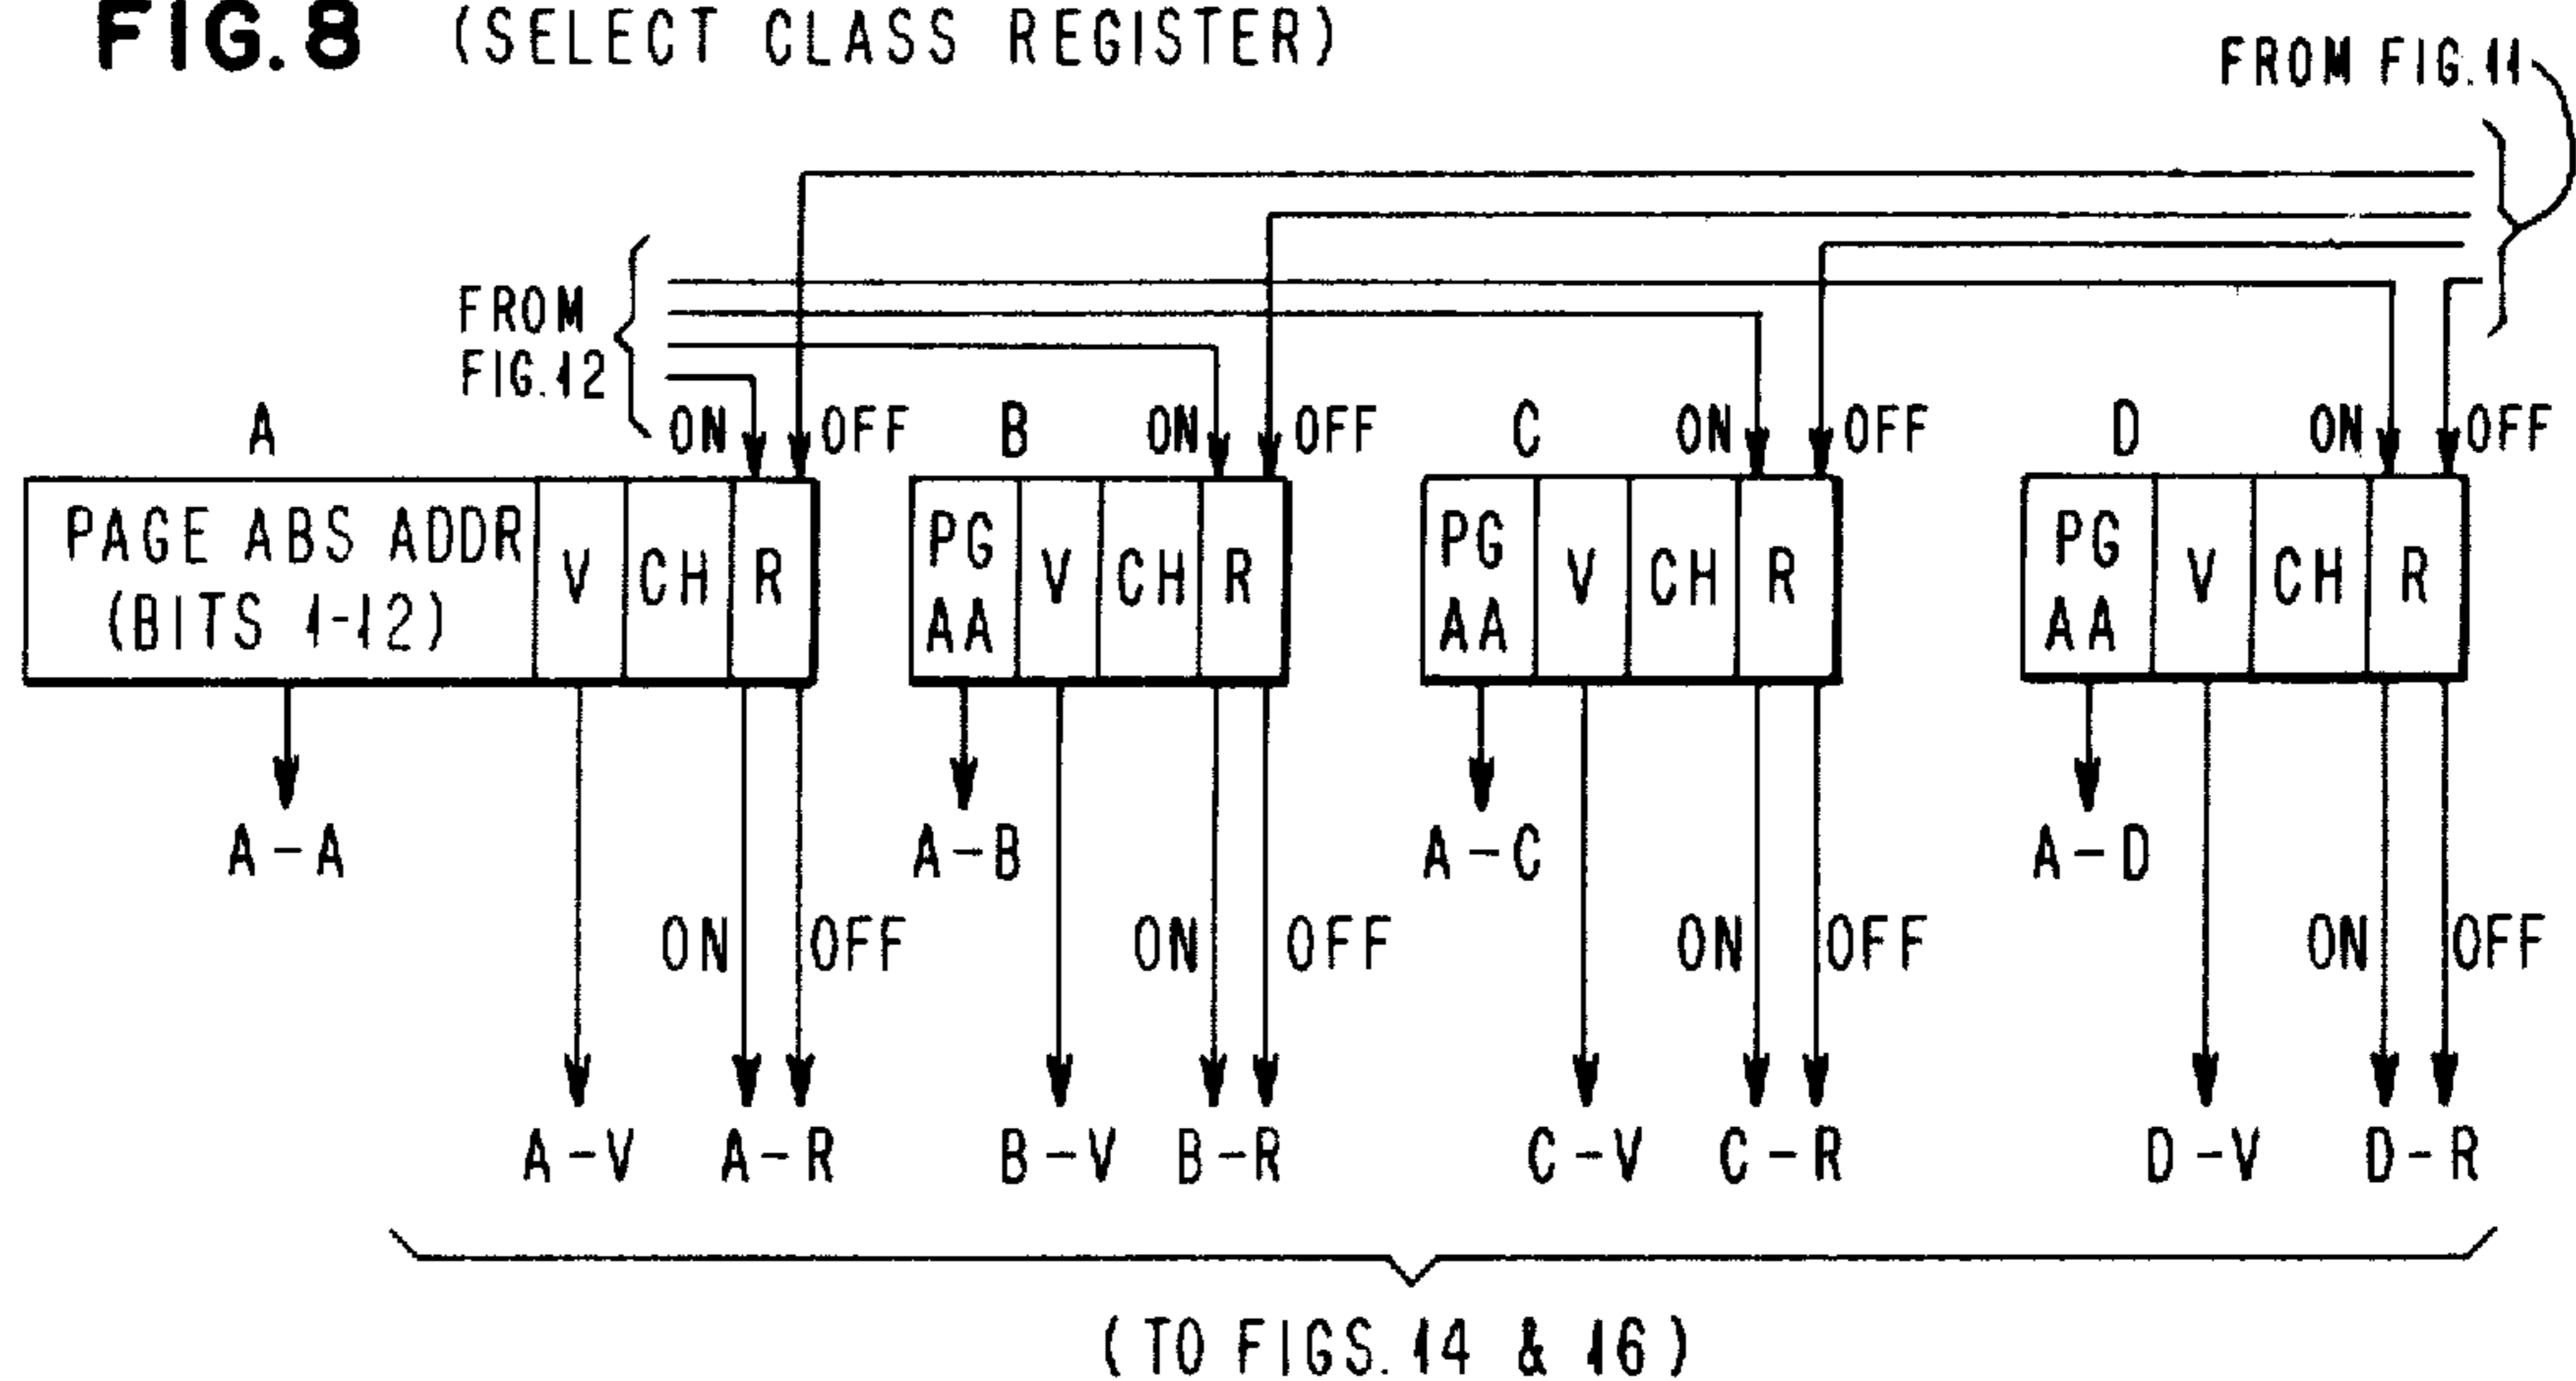 FIG. 8 (SELECT CLASS REGISTER)
FROM FIG. 11
FROM
FIG. 12
A ON OFF B ON OFF C ON OFF D ON OFF
PAGE ABS ADDR
(BITS 1-12)
V CH R
PG
AA
V CH R
PG
AA
V CH R
PG
AA
V CH R
A-A A-B A-C A-D
ON OFF ON OFF ON OFF ON OFF
A-V A-R B-V B-R C-V C-R D-V D-R
(TO FIGS. 14 & 16)